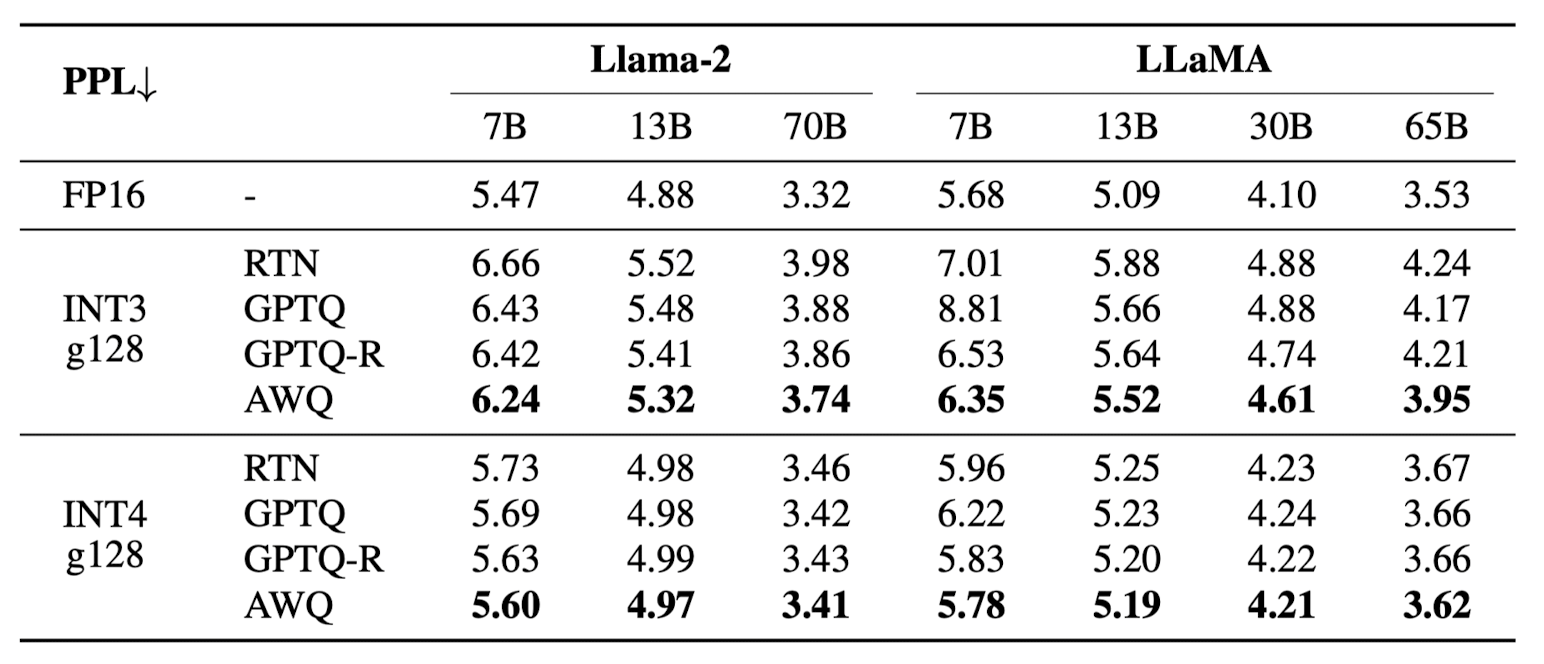 PPL↓ Llama-2 LLaMA
7B 13B 70B 7B 13B 30B 65B
FP16 - 5.47 4.88 3.32 5.68 5.09 4.10 3.53
INT3 g128
RTN 6.66 5.52 3.98 7.01 5.88 4.88 4.24
GPTQ 6.43 5.48 3.88 8.81 5.66 4.88 4.17
GPTQ-R 6.42 5.41 3.86 6.53 5.64 4.74 4.21
AWQ 6.24 5.32 3.74 6.35 5.52 4.61 3.95
INT4 g128
RTN 5.73 4.98 3.46 5.96 5.25 4.23 3.67
GPTQ 5.69 4.98 3.42 6.22 5.23 4.24 3.66
GPTQ-R 5.63 4.99 3.43 5.83 5.20 4.22 3.66
AWQ 5.60 4.97 3.41 5.78 5.19 4.21 3.62